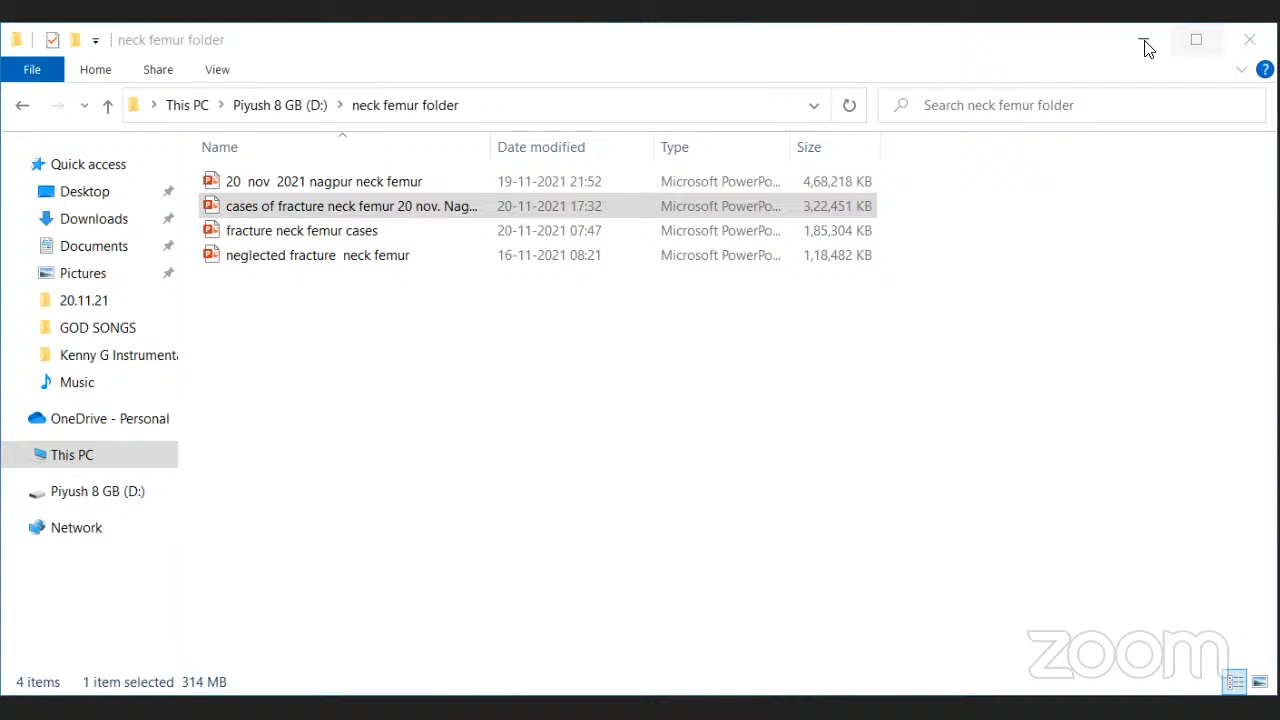 neck femur folder
File Home Share View ?
This PC Piyush 8 GB (D:) neck femur folder Search neck femur folder
Name Date modified Type Size
Quick access
Desktop
Downloads
Documents
Pictures
20.11.21
GOD SONGS
Kenny G Instrumenta
Music
OneDrive - Personal
This PC
Piyush 8 GB (D:)
Network
20 nov 2021 nagpur neck femur 19-11-2021 21:52 Microsoft PowerPo... 4,68,218 KB
cases of fracture neck femur 20 nov. Nag... 20-11-2021 17:32 Microsoft PowerPo... 3,22,451 KB
fracture neck femur cases 20-11-2021 07:47 Microsoft PowerPo... 1,85,304 KB
neglected fracture neck femur 16-11-2021 08:21 Microsoft PowerPo... 1,18,482 KB
zoom
4 items 1 item selected 314 MB